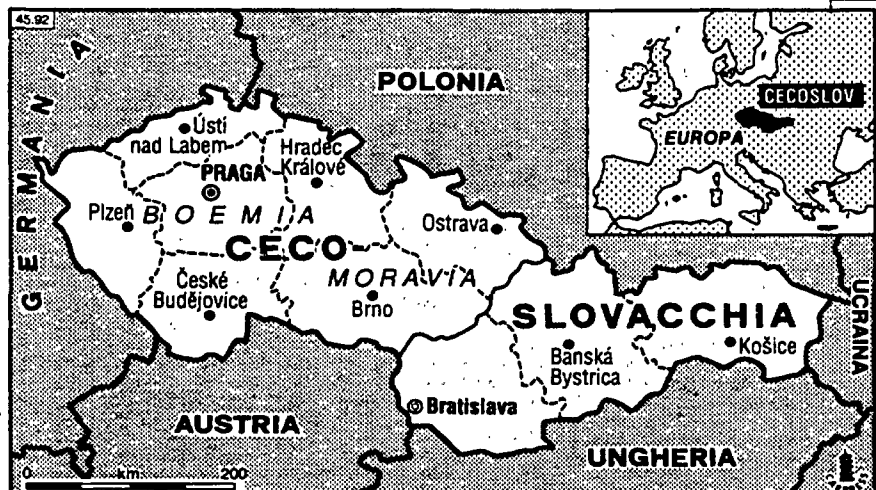 45.92
GERMANIA
POLONIA
CECOSLOV
EUROPA
Ústí
nad Labem
Hradec
Králové
PRAGA
Plzeň
BOEMIA
Ostrava
CECO-
MORAVIA
České
Budějovice
Brno
SLOVACCHIA
UCRAINA
Banská
Bystrica
Košice
Bratislava
AUSTRIA
UNGHERIA
0 km 200